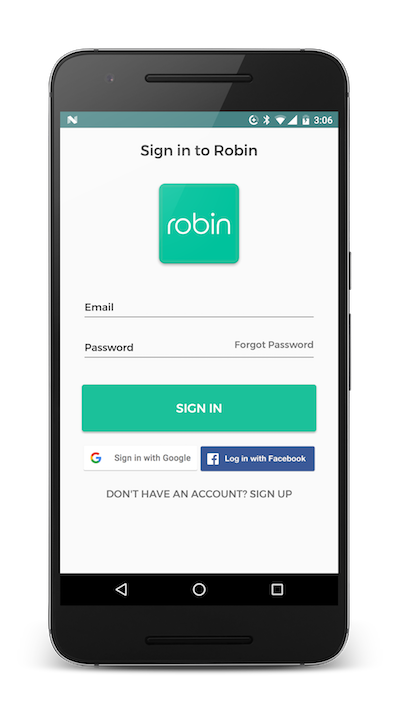 3:06
Sign in to Robin
robin
Email
Password
Forgot Password
SIGN IN
Sign in with Google
Log in with Facebook
DON'T HAVE AN ACCOUNT? SIGN UP